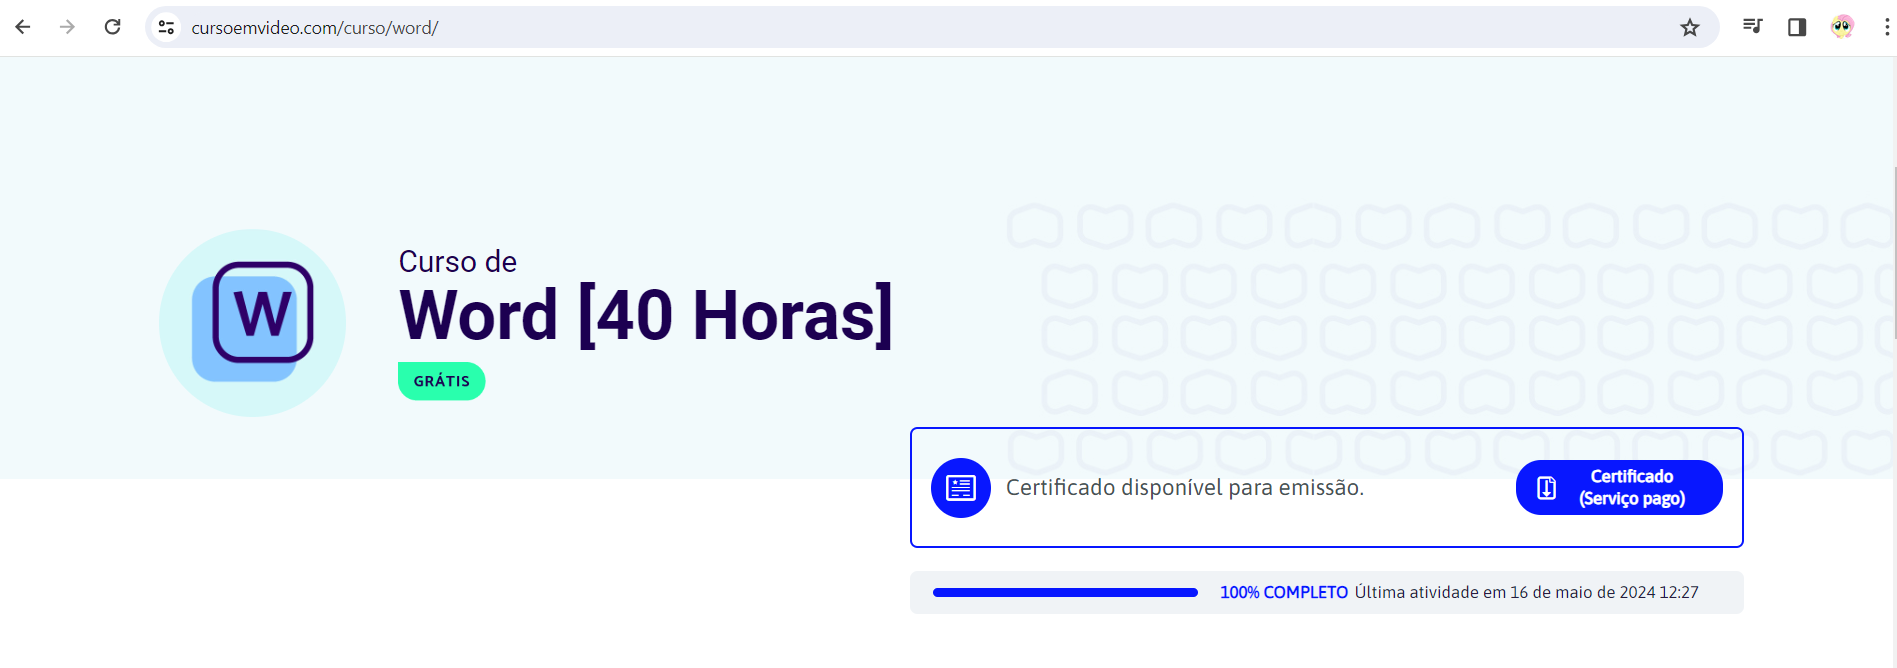 cursoemvideo.com/curso/word/
W
Curso de
Word [40 Horas]
GRÁTIS
Certificado disponível para emissão.
Certificado
(Serviço pago)
100% COMPLETO Última atividade em 16 de maio de 2024 12:27